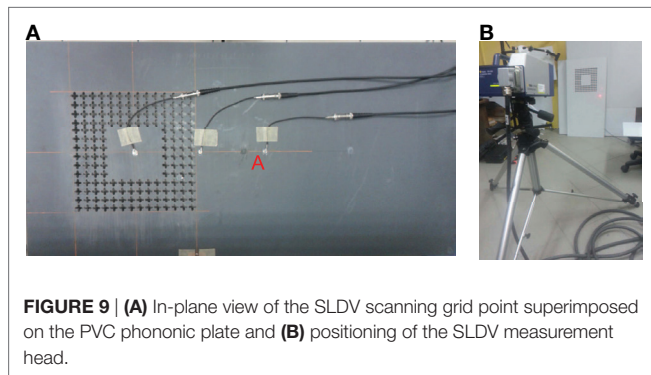 A
B
A
FIGURE 9 | (A) In-plane view of the SLDV scanning grid point superimposed
on the PVC phononic plate and (B) positioning of the SLDV measurement
head.